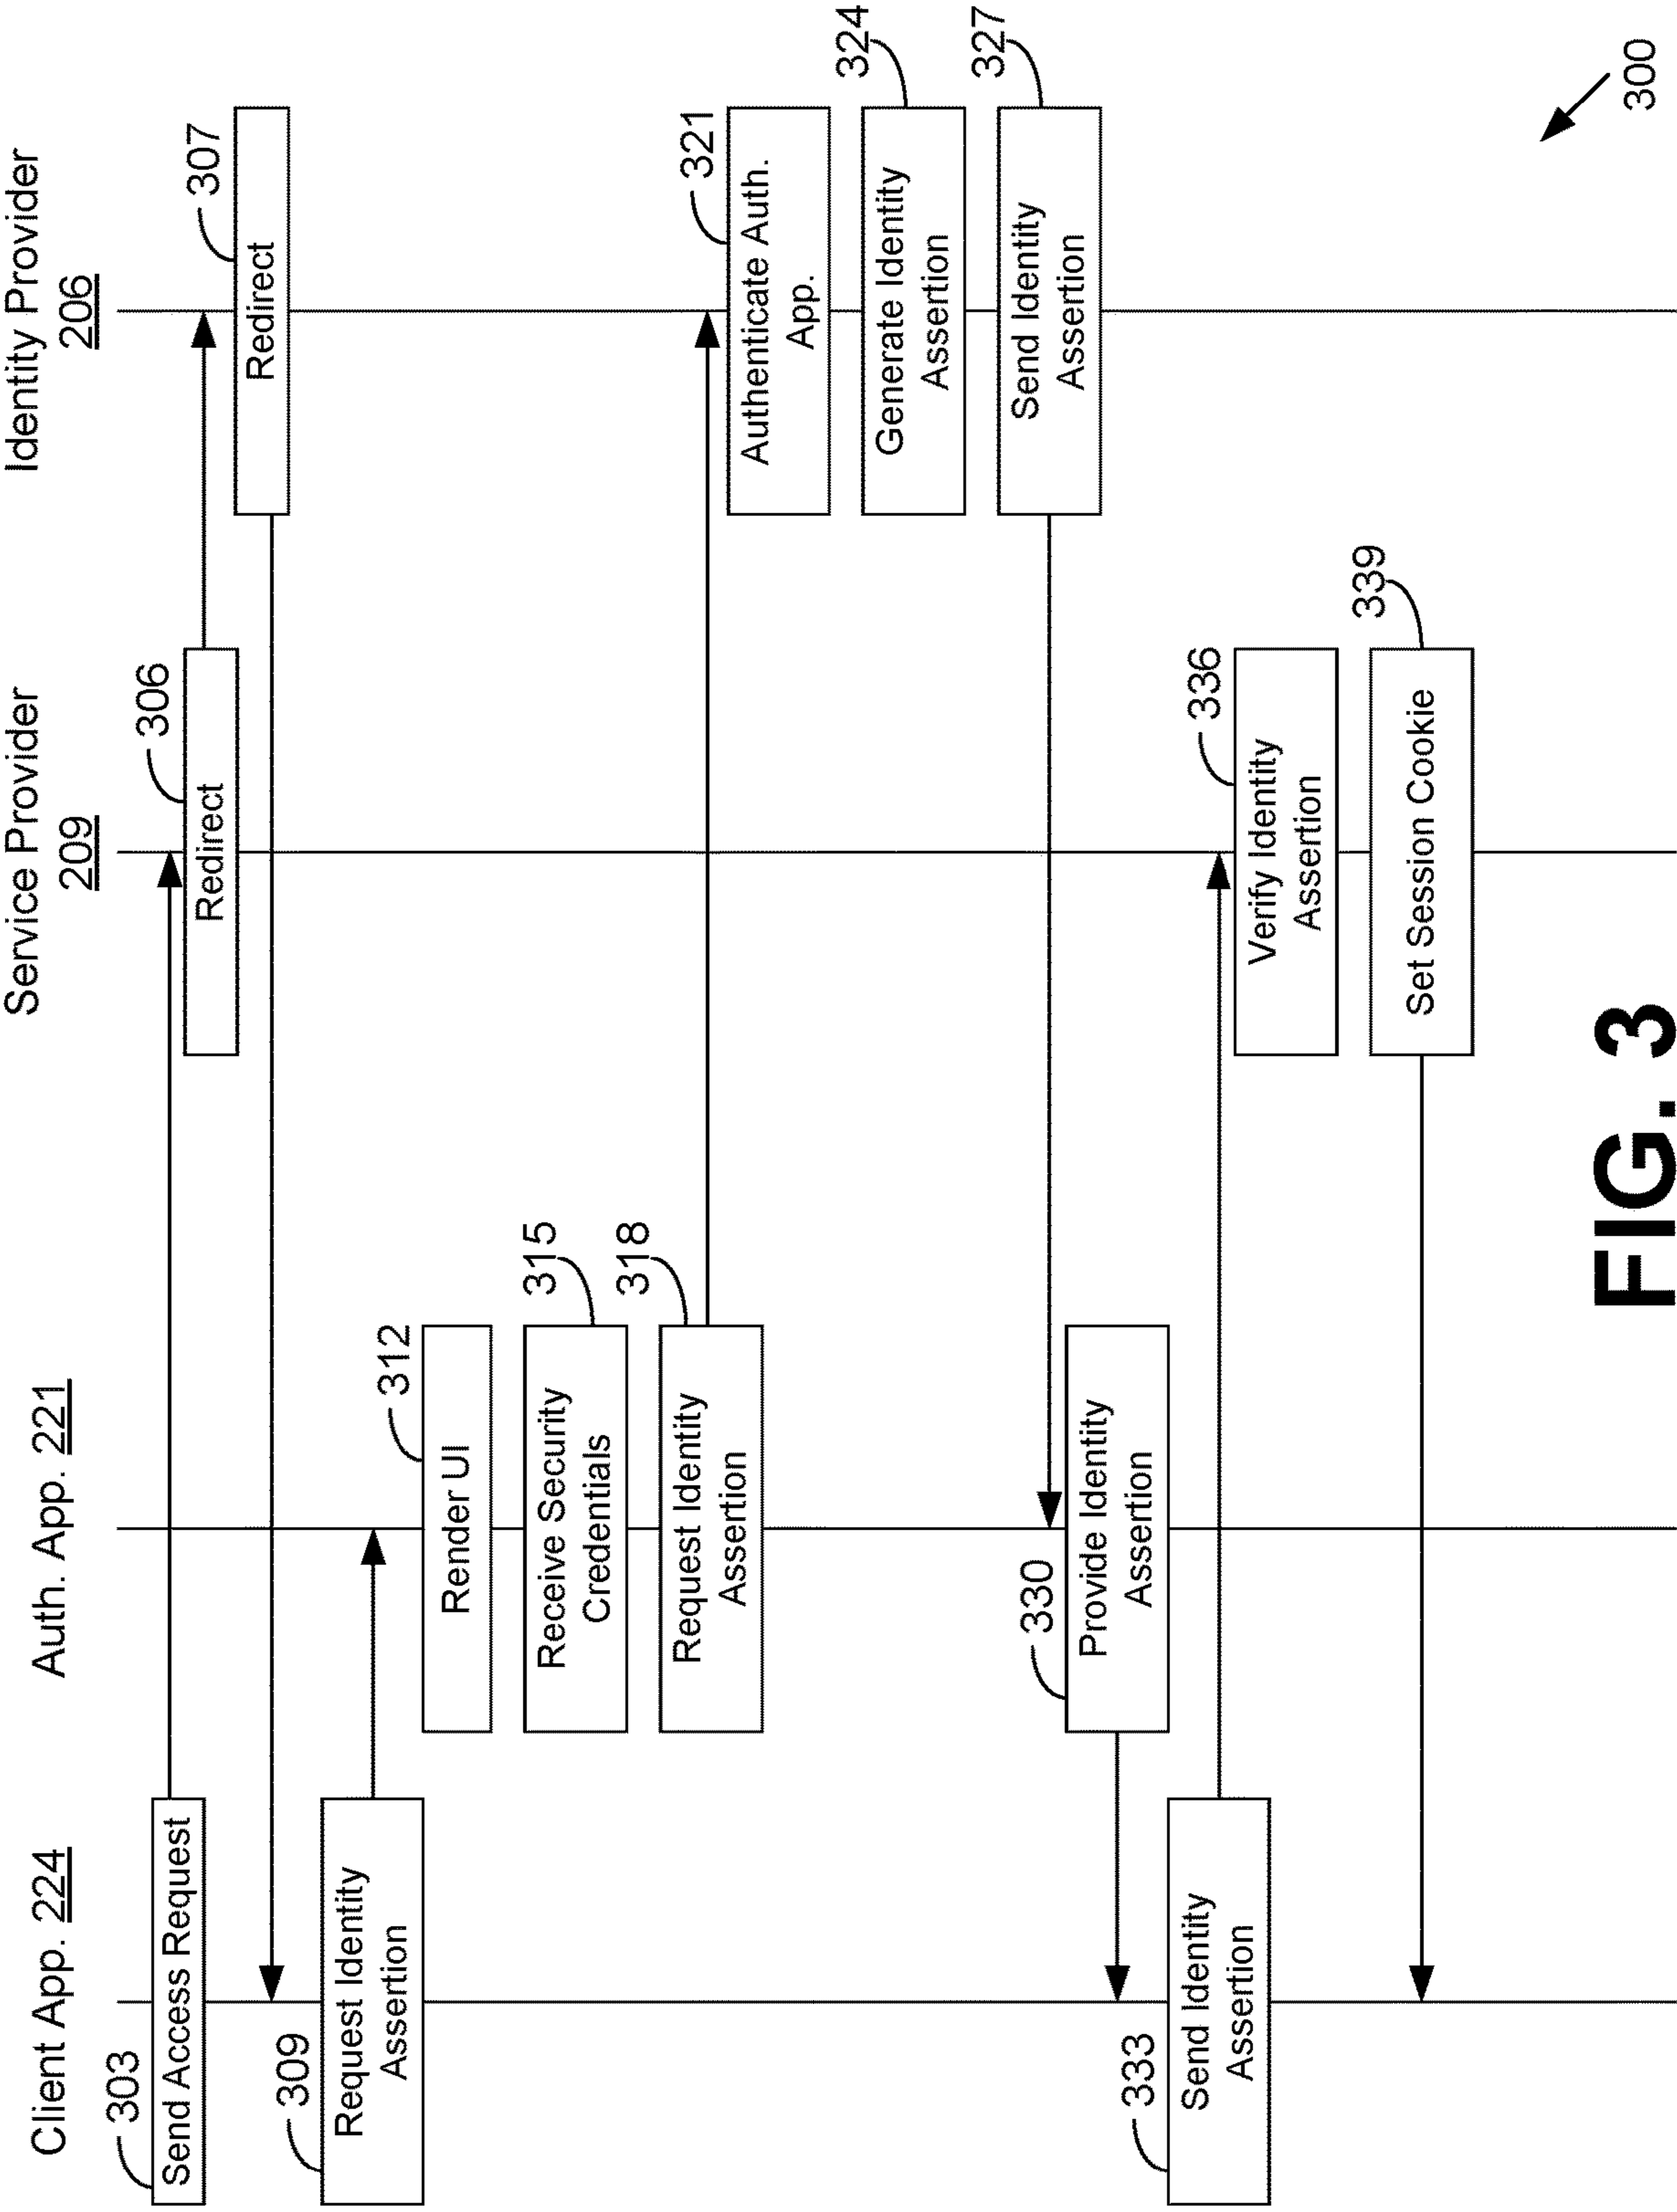 Client App. 224
Auth. App. 221
Service Provider
209
Identity Provider
206
303
Send Access Request
306
Redirect
307
Redirect
309
Request Identity
Assertion
312
Render UI
315
Receive Security
Credentials
318
Request Identity
Assertion
321
Authenticate Auth.
App.
324
Generate Identity
Assertion
327
Send Identity
Assertion
330
Provide Identity
Assertion
333
Send Identity
Assertion
336
Verify Identity
Assertion
339
Set Session Cookie
300
FIG. 3